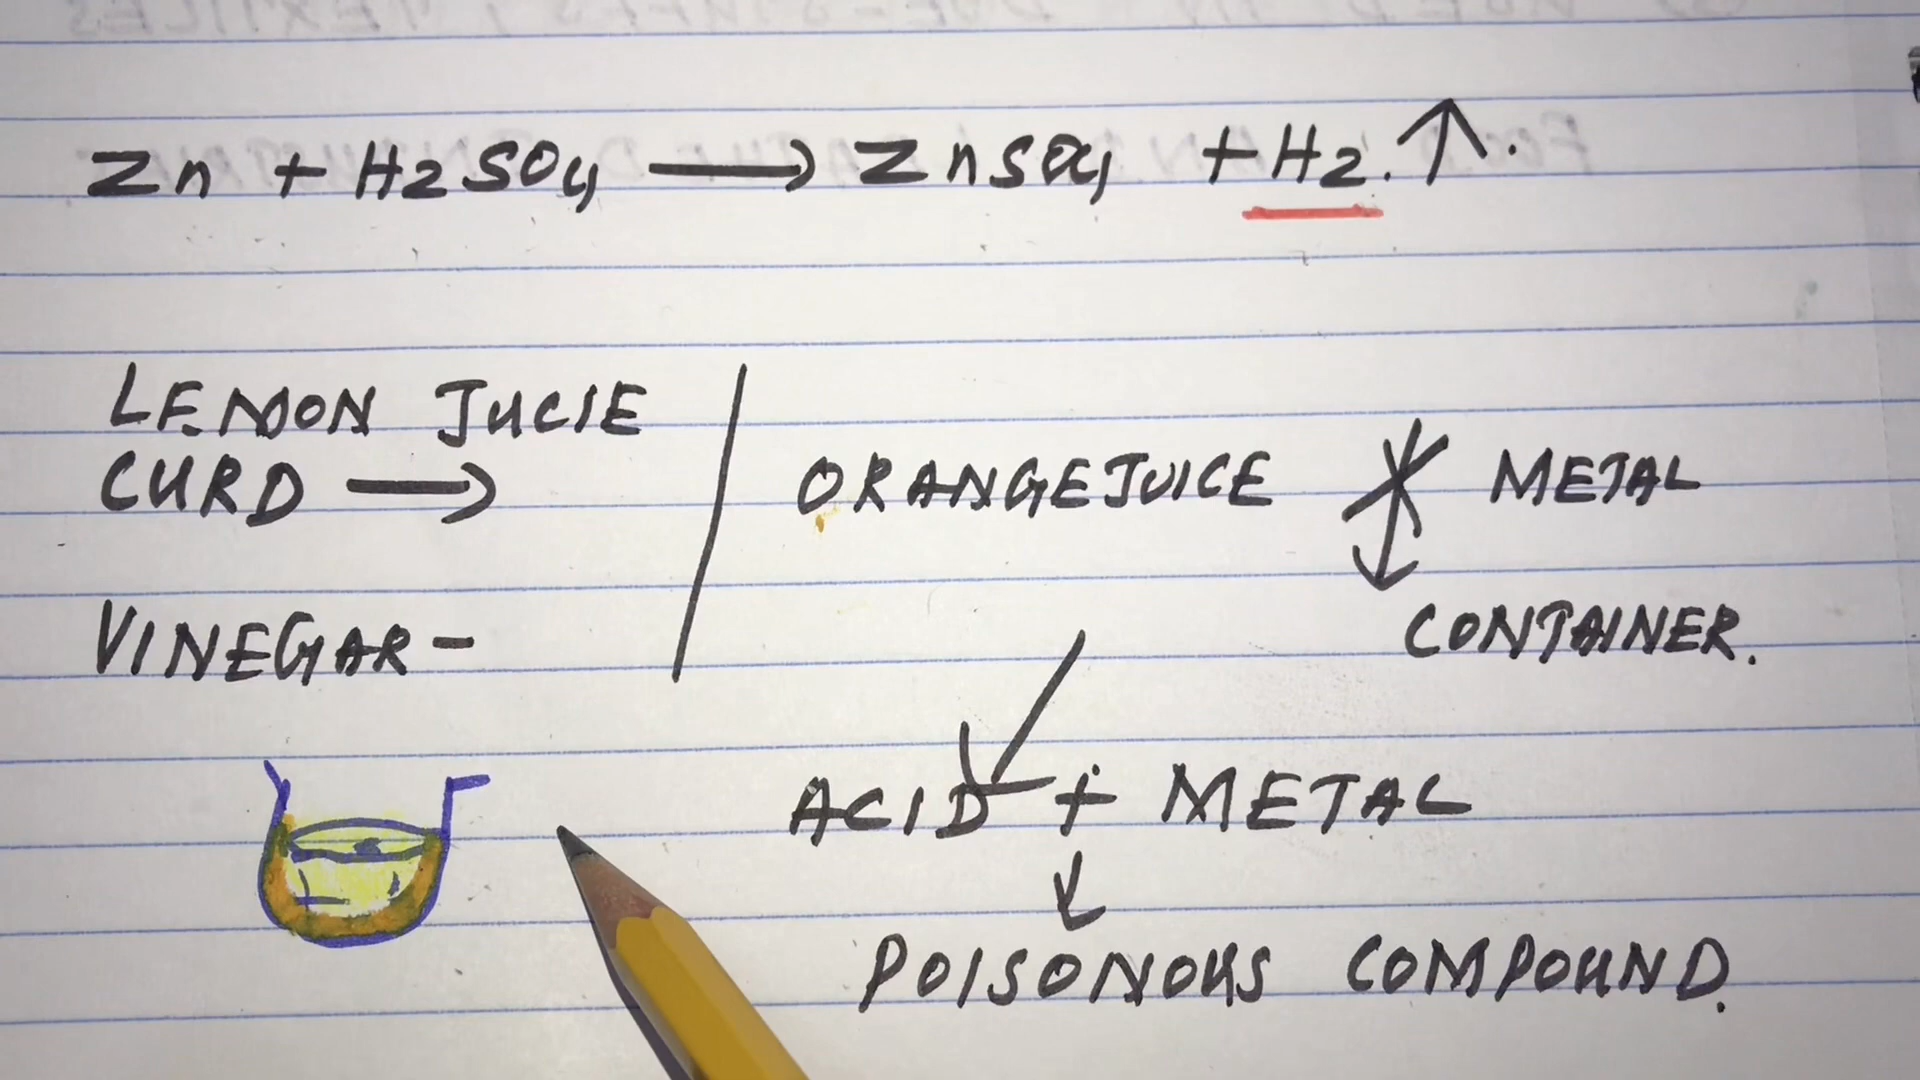 Zn + H2SO4 → ZnSO4 + H2.↑.
LEMON JUCIE
CURD →
VINEGAR -
ORANGEJUICE METAL
CONTAINER.
ACID + METAL
↓
POISONOUS COMPOUND.